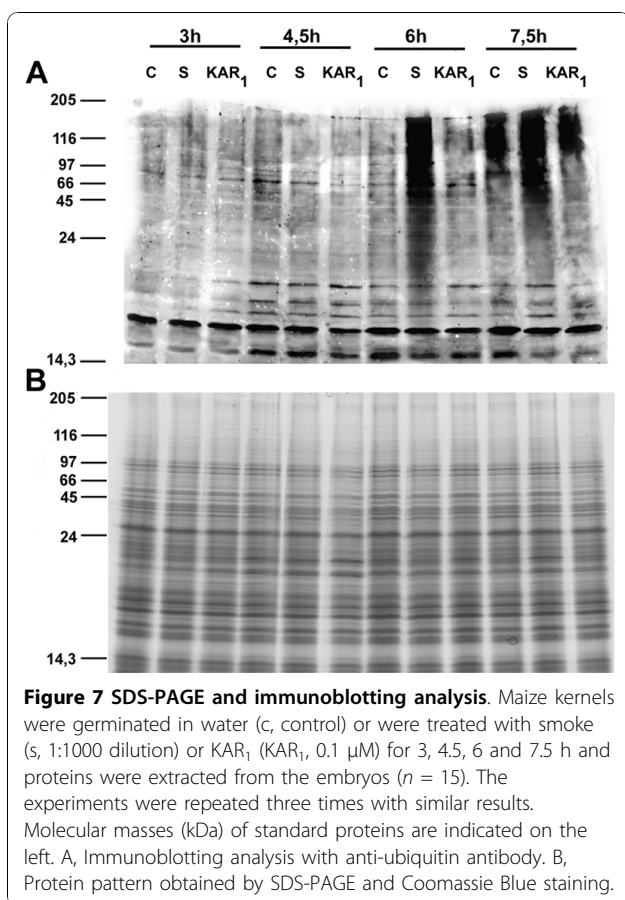 3h 4,5h 6h 7,5h
A C S KAR1 C S KAR1 C S KAR1 C S KAR1
205
116
97
66
45
24
14,3
B
205
116
97
66
45
24
14,3
Figure 7 SDS-PAGE and immunoblotting analysis. Maize kernels
were germinated in water (c, control) or were treated with smoke
(s, 1:1000 dilution) or KAR1 (KAR1, 0.1 μM) for 3, 4.5, 6 and 7.5 h and
proteins were extracted from the embryos (n = 15). The
experiments were repeated three times with similar results.
Molecular masses (kDa) of standard proteins are indicated on the
left. A, Immunoblotting analysis with anti-ubiquitin antibody. B,
Protein pattern obtained by SDS-PAGE and Coomassie Blue staining.